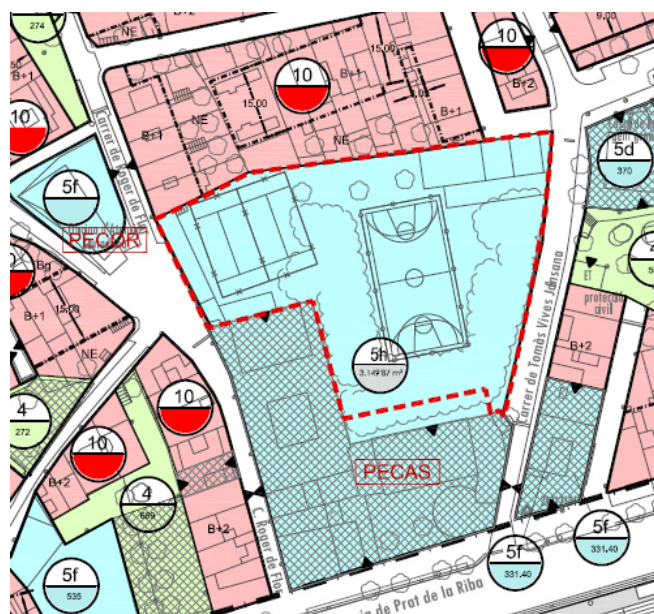 274
NE
B+2
10
15.00
10
9.00
B+2
B+1
10
15.00
B+1
NE
B+1
B+1
NE
5d
370
5f
Carrer de Roger de Flor
PECOR
B+1
15.00
NE
ET
protecció
civil
Carrer de Tomàs Vives Jansana
5h
3.149'87 m²
B+2
4
272
10
10
B+2
4
669
B+2
PECAS
C. Roger de Flor
5f
535
5f
331.40
5f
331.40
de Prat de la Riba